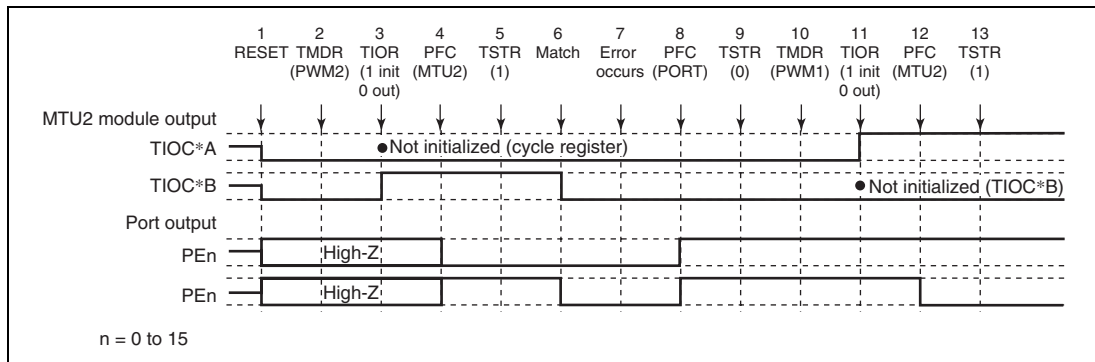 1 2 3 4 5 6 7 8 9 10 11 12 13
RESET TMDR TIOR PFC TSTR Match Error PFC TSTR TMDR TIOR PFC TSTR
(PWM2) (1 init (MTU2) (1) occurs (PORT) (0) (PWM1) (1 init (MTU2) (1)
0 out) 0 out)
MTU2 module output
TIOC*A ●Not initialized (cycle register)
TIOC*B ●Not initialized (TIOC*B)
Port output
PEn High-Z
PEn High-Z
n = 0 to 15